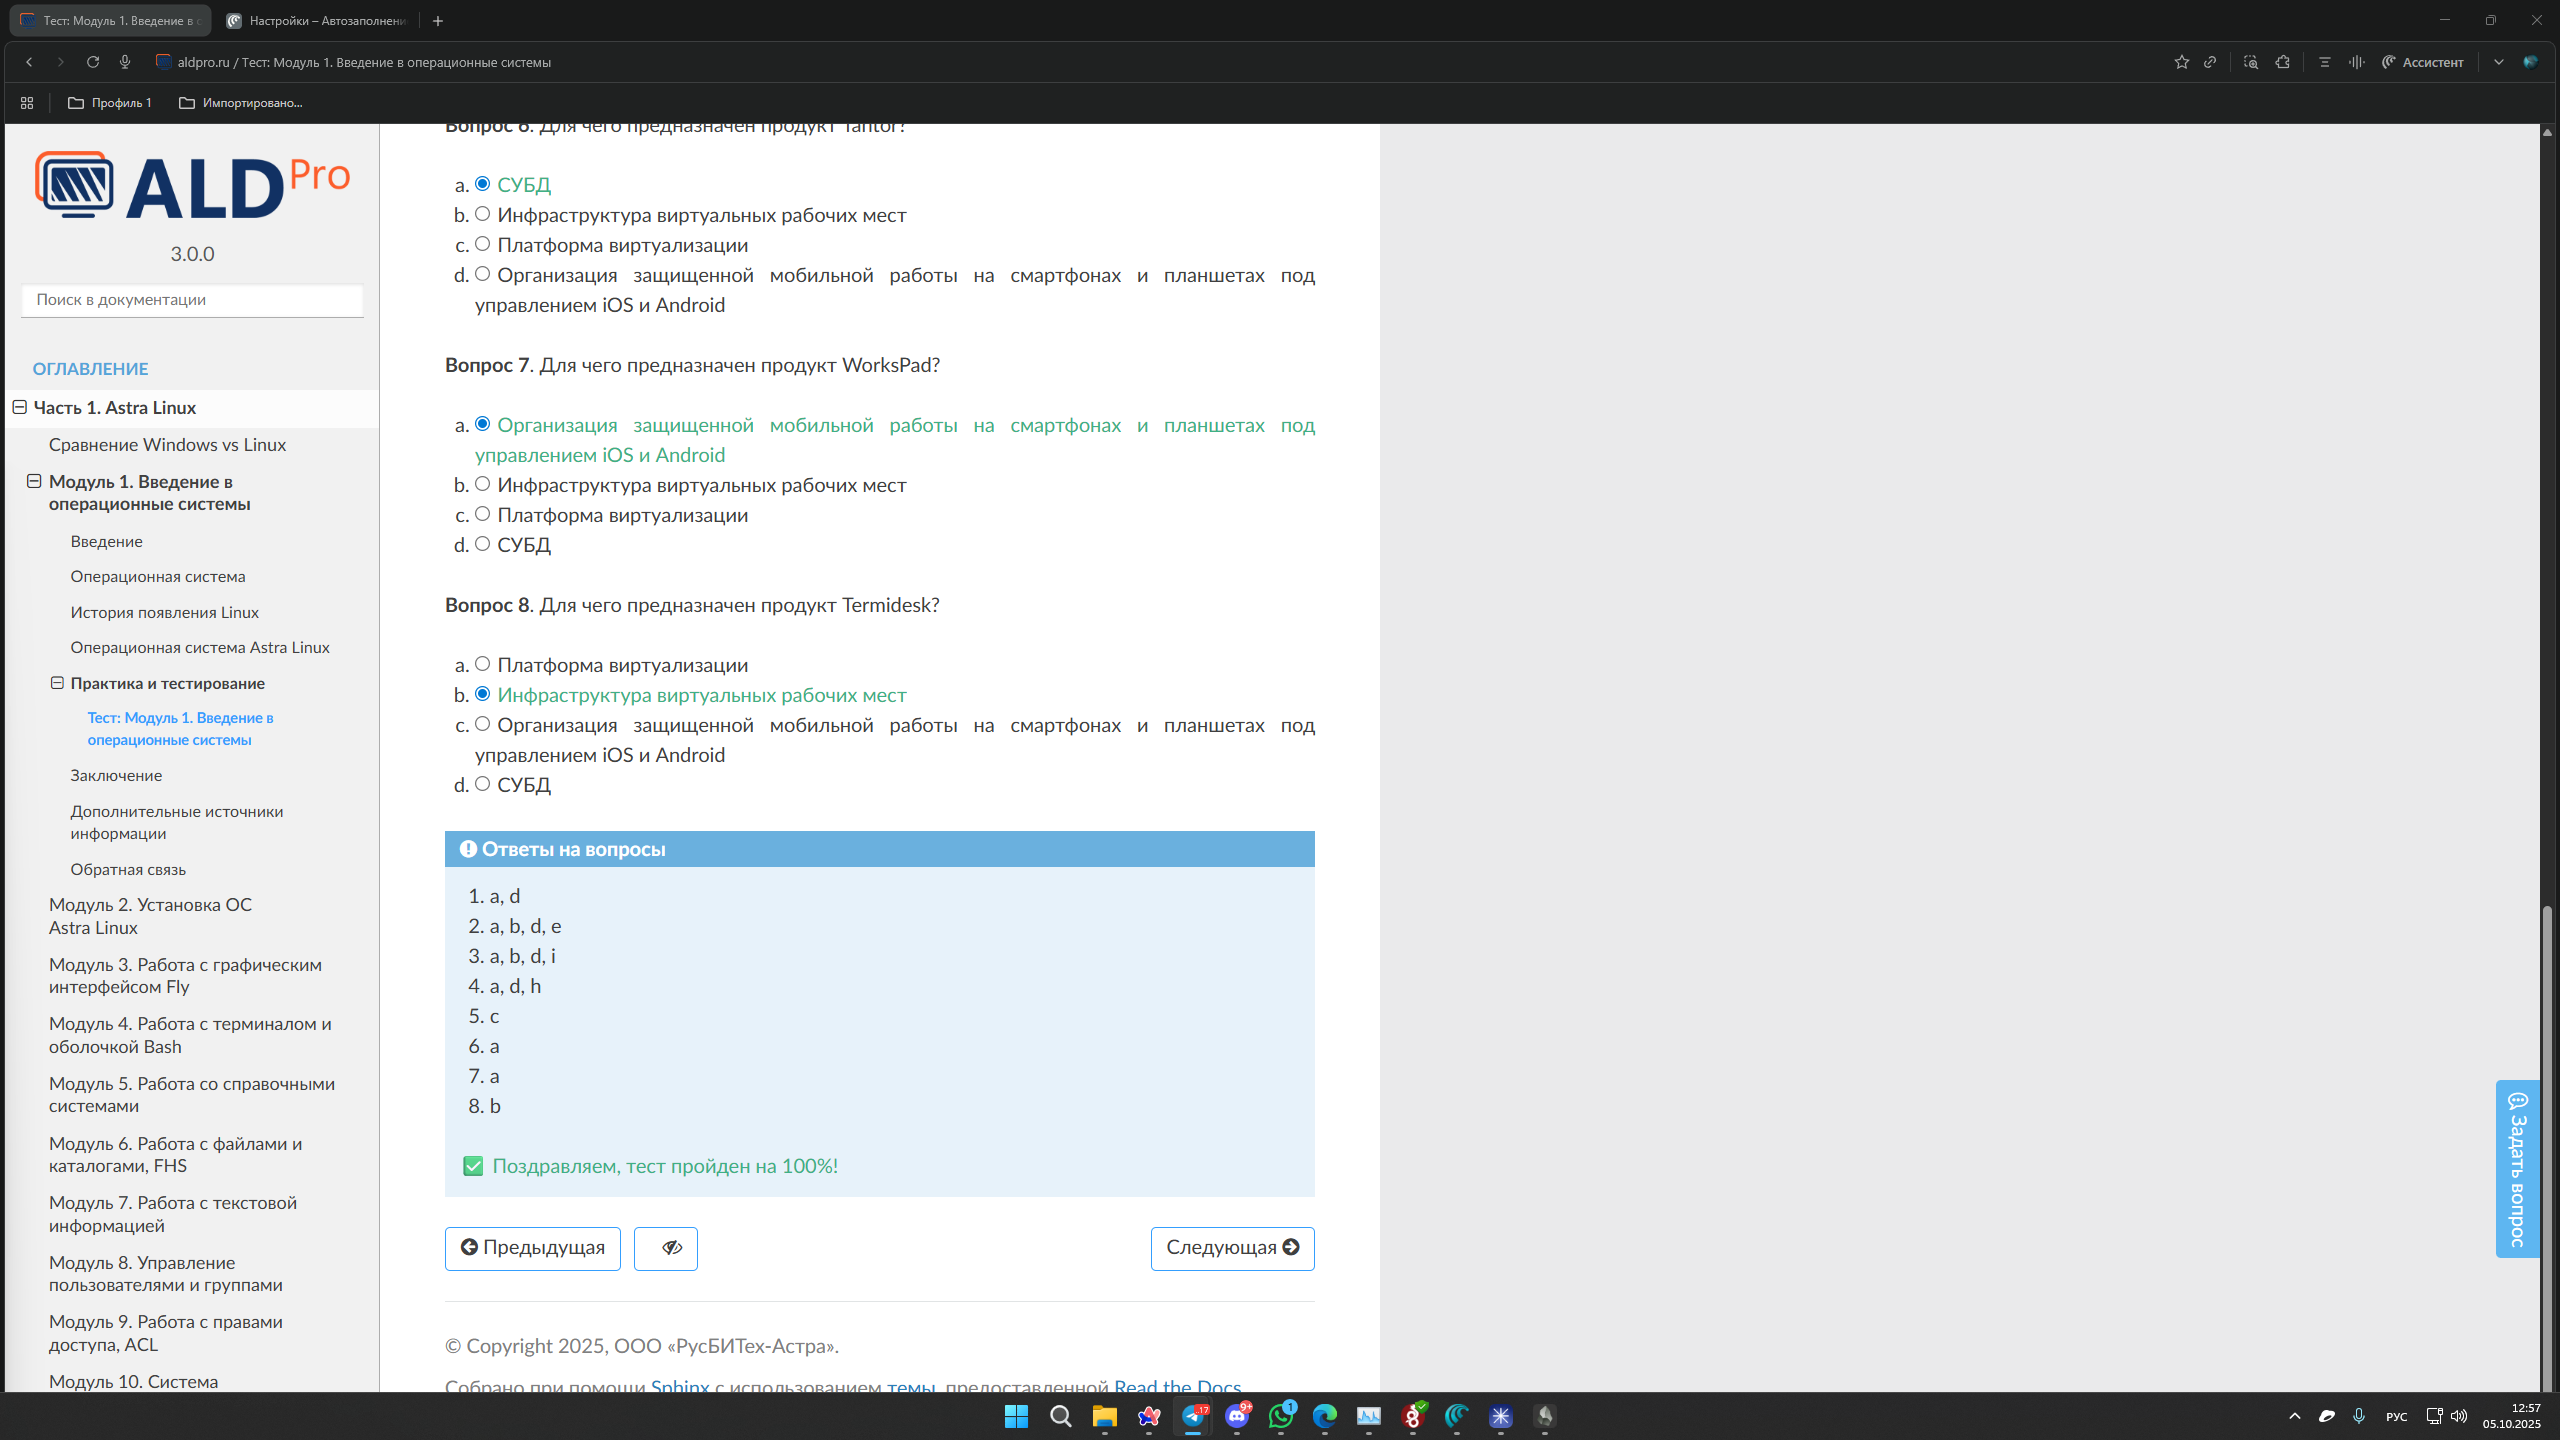 Тест: Модуль 1. Введение в с
Настройки – Автозаполнени
aldpro.ru / Тест: Модуль 1. Введение в операционные системы
Ассистент
Профиль 1
Импортировано...
ALD Pro
3.0.0
Поиск в документации
ОГЛАВЛЕНИЕ
Часть 1. Astra Linux
Сравнение Windows vs Linux
Модуль 1. Введение в
операционные системы
Введение
Операционная система
История появления Linux
Операционная система Astra Linux
Практика и тестирование
Тест: Модуль 1. Введение в
операционные системы
Заключение
Дополнительные источники
информации
Обратная связь
Модуль 2. Установка ОС
Astra Linux
Модуль 3. Работа с графическим
интерфейсом Fly
Модуль 4. Работа с терминалом и
оболочкой Bash
Модуль 5. Работа со справочными
системами
Модуль 6. Работа с файлами и
каталогами, FHS
Модуль 7. Работа с текстовой
информацией
Модуль 8. Управление
пользователями и группами
Модуль 9. Работа с правами
доступа, ACL
Модуль 10. Система
Вопрос 6. Для чего предназначен продукт Tantor?
a. СУБД
b. Инфраструктура виртуальных рабочих мест
c. Платформа виртуализации
d. Организация защищенной мобильной работы на смартфонах и планшетах под
управлением iOS и Android
Вопрос 7. Для чего предназначен продукт WorksPad?
a. Организация защищенной мобильной работы на смартфонах и планшетах под
управлением iOS и Android
b. Инфраструктура виртуальных рабочих мест
c. Платформа виртуализации
d. СУБД
Вопрос 8. Для чего предназначен продукт Termidesk?
a. Платформа виртуализации
b. Инфраструктура виртуальных рабочих мест
c. Организация защищенной мобильной работы на смартфонах и планшетах под
управлением iOS и Android
d. СУБД
Ответы на вопросы
1. a, d
2. a, b, d, e
3. a, b, d, i
4. a, d, h
5. c
6. a
7. a
8. b
Поздравляем, тест пройден на 100%!
Предыдущая
Следующая
© Copyright 2025, ООО «РусБИТех-Астра».
Собрано при помощи Sphinx с использованием темы, предоставленной Read the Docs.
Задать вопрос
17
9+
1
РУС
12:57
05.10.2025